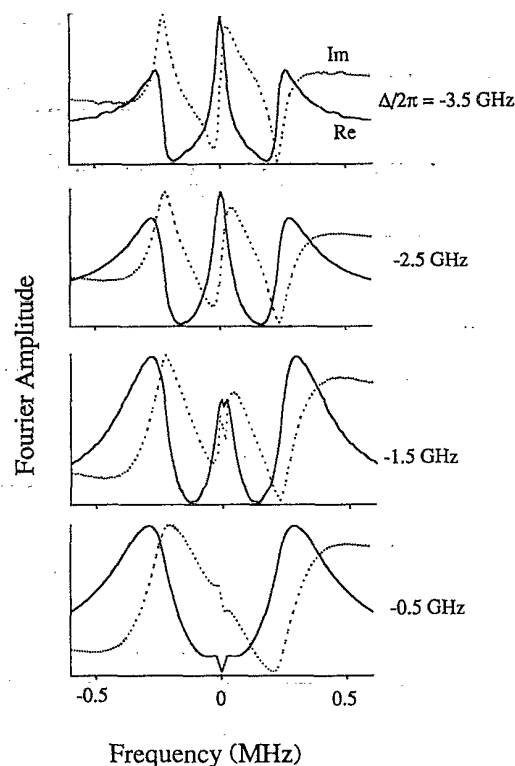 Im
Δ/2π = -3.5 GHz
Re
-2.5 GHz
-1.5 GHz
-0.5 GHz
Fourier Amplitude
-0.5
0
0.5
Frequency (MHz)